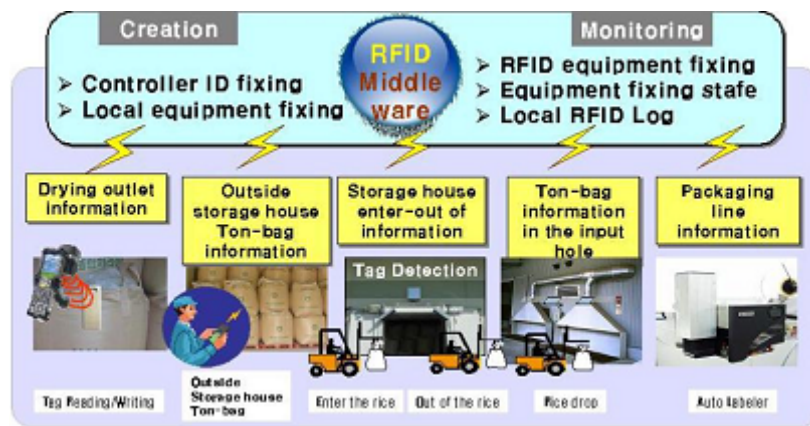 Creation
➢ Controller ID fixing
➢ Local equipment fixing
RFID
Middle
ware
Monitoring
➢ RFID equipment fixing
➢ Equipment fixing stafe
➢ Local RFID Log
Drying outlet
information
Outside
storage house
Ton-bag
information
Storage house
enter-out of
information
Ton-bag
information
in the input
hole
Packaging
line
information
Tag Detection
Tag Reading/Writing
Outside
Storage house
Ton-bag
Enter the rice
Out of the rice
Rice drop
Auto labeler